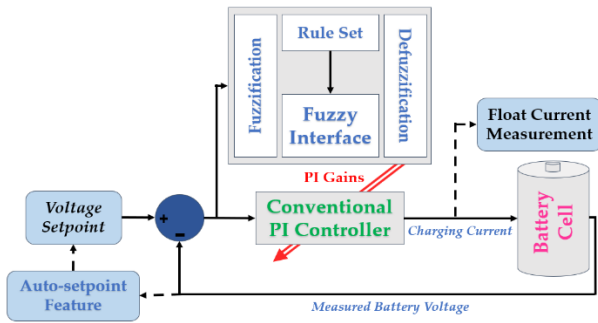 Fuzzification
Rule Set
Fuzzy
Interface
Defuzzification
PI Gains
Float Current
Measurement
Voltage
Setpoint
+
-
Conventional
PI Controller
Charging Current
Battery
Cell
Auto-setpoint
Feature
Measured Battery Voltage